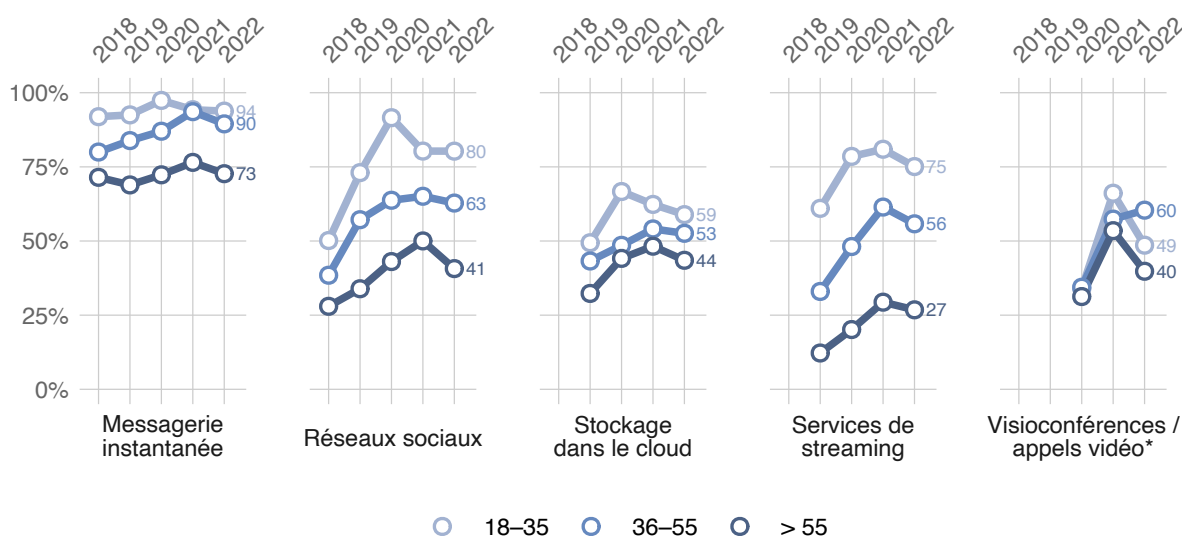 2018 2019 2020 2021 2022 2018 2019 2020 2021 2022 2018 2019 2020 2021 2022 2018 2019 2020 2021 2022 2018 2019 2020 2021 2022
100%
75%
50%
25%
0%
94
90
73
80
63
41
59
53
44
75
56
27
60
49
40
Messagerie
instantanée
Réseaux sociaux
Stockage
dans le cloud
Services de
streaming
Visioconférences /
appels vidéo*
18–35 36–55 > 55